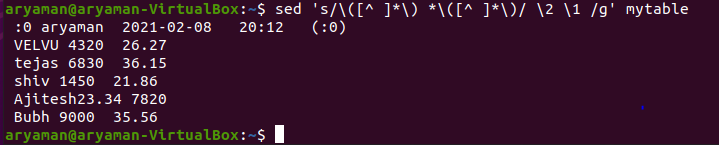 aryaman@aryaman-VirtualBox:~$ sed 's/\([^ ]*\) *\([^ ]*\)/ \2 \1 /g' mytable
:0 aryaman  2021-02-08   20:12   (:0)
VELVU 4320  26.27
tejas 6830  36.15
shiv 1450  21.86
Ajitesh23.34 7820
Bubh 9000  35.56
aryaman@aryaman-VirtualBox:~$